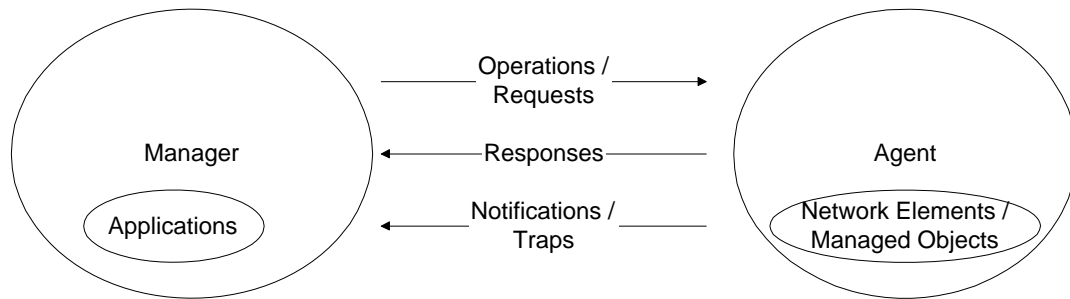 Operations /
Requests
Manager
Responses
Agent
Applications
Notifications /
Traps
Network Elements /
Managed Objects